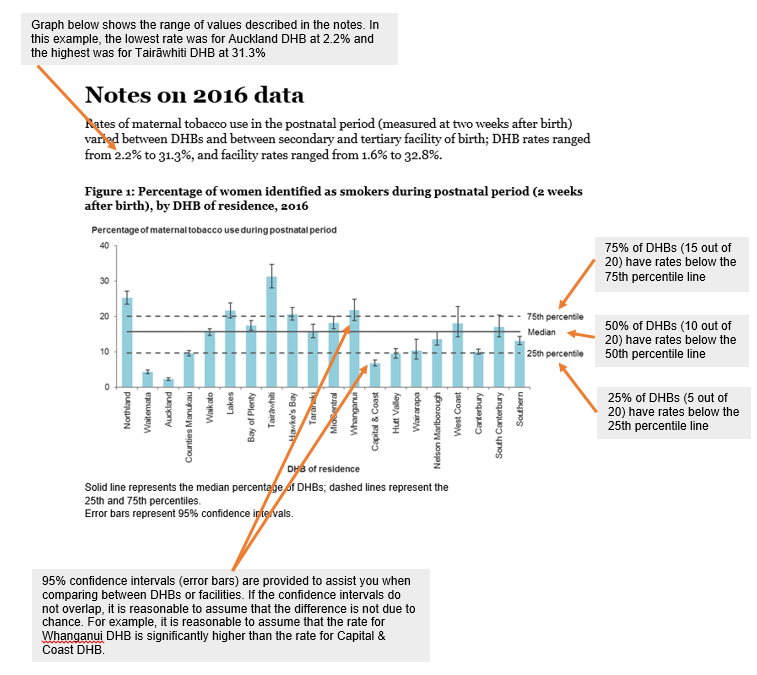 Graph below shows the range of values described in the notes. In
this example, the lowest rate was for Auckland DHB at 2.2% and
the highest was for Tairāwhiti DHB at 31.3%
Notes on 2016 data
Rates of maternal tobacco use in the postnatal period (measured at two weeks after birth)
varied between DHBs and between secondary and tertiary facility of birth; DHB rates ranged
from 2.2% to 31.3%, and facility rates ranged from 1.6% to 32.8%.
Figure 1: Percentage of women identified as smokers during postnatal period (2 weeks
after birth), by DHB of residence, 2016
Percentage of maternal tobacco use during postnatal period
40
30
20
10
0
75th percentile
Median
25th percentile
Northland
Waitemata
Auckland
Counties Manukau
Waikato
Lakes
Bay of Plenty
Tairāwhiti
Hawke's Bay
Taranaki
MidCentral
Whanganui
Capital & Coast
Hutt Valley
Wairarapa
Nelson Marlborough
West Coast
Canterbury
South Canterbury
Southern
DHB of residence
75% of DHBs (15 out of
20) have rates below the
75th percentile line
50% of DHBs (10 out of
20) have rates below the
50th percentile line
25% of DHBs (5 out of
20) have rates below the
25th percentile line
Solid line represents the median percentage of DHBs; dashed lines represent the
25th and 75th percentiles.
Error bars represent 95% confidence intervals.
95% confidence intervals (error bars) are provided to assist you when
comparing between DHBs or facilities. If the confidence intervals do
not overlap, it is reasonable to assume that the difference is not due to
chance. For example, it is reasonable to assume that the rate for
Whanganui DHB is significantly higher than the rate for Capital &
Coast DHB.